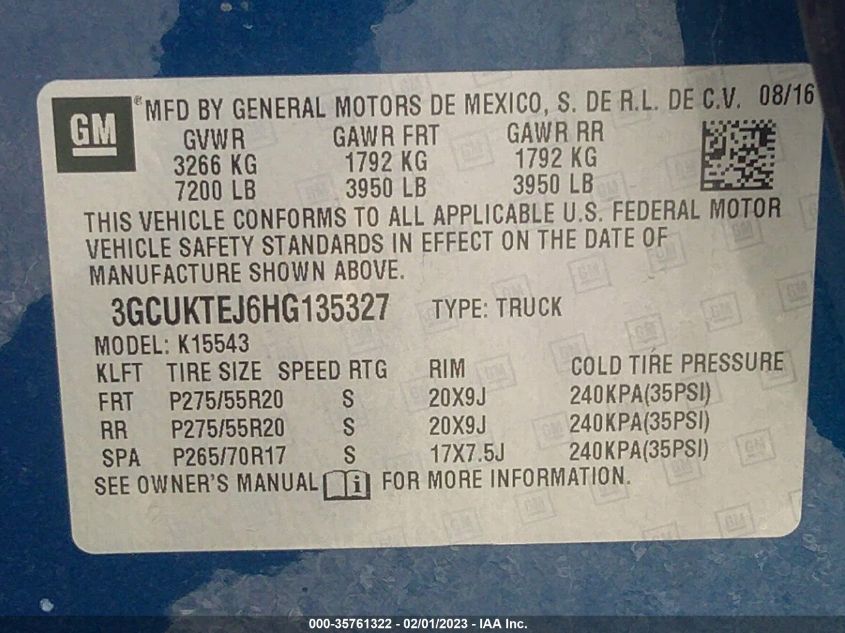 GM
® MFD BY GENERAL MOTORS DE MEXICO, S. DE R.L. DE C.V. 08/16
GVWR GAWR FRT GAWR RR
3266 KG 1792 KG 1792 KG
7200 LB 3950 LB 3950 LB
THIS VEHICLE CONFORMS TO ALL APPLICABLE U.S. FEDERAL MOTOR
VEHICLE SAFETY STANDARDS IN EFFECT ON THE DATE OF
MANUFACTURE SHOWN ABOVE.
3GCUKTEJ6HG135327 TYPE: TRUCK
MODEL: K15543
KLFT TIRE SIZE SPEED RTG RIM COLD TIRE PRESSURE
FRT P275/55R20 S 20X9J 240KPA(35PSI)
RR P275/55R20 S 20X9J 240KPA(35PSI)
SPA P265/70R17 S 17X7.5J 240KPA(35PSI)
SEE OWNER'S MANUAL i FOR MORE INFORMATION.
000-35761322 - 02/01/2023 - IAA Inc.